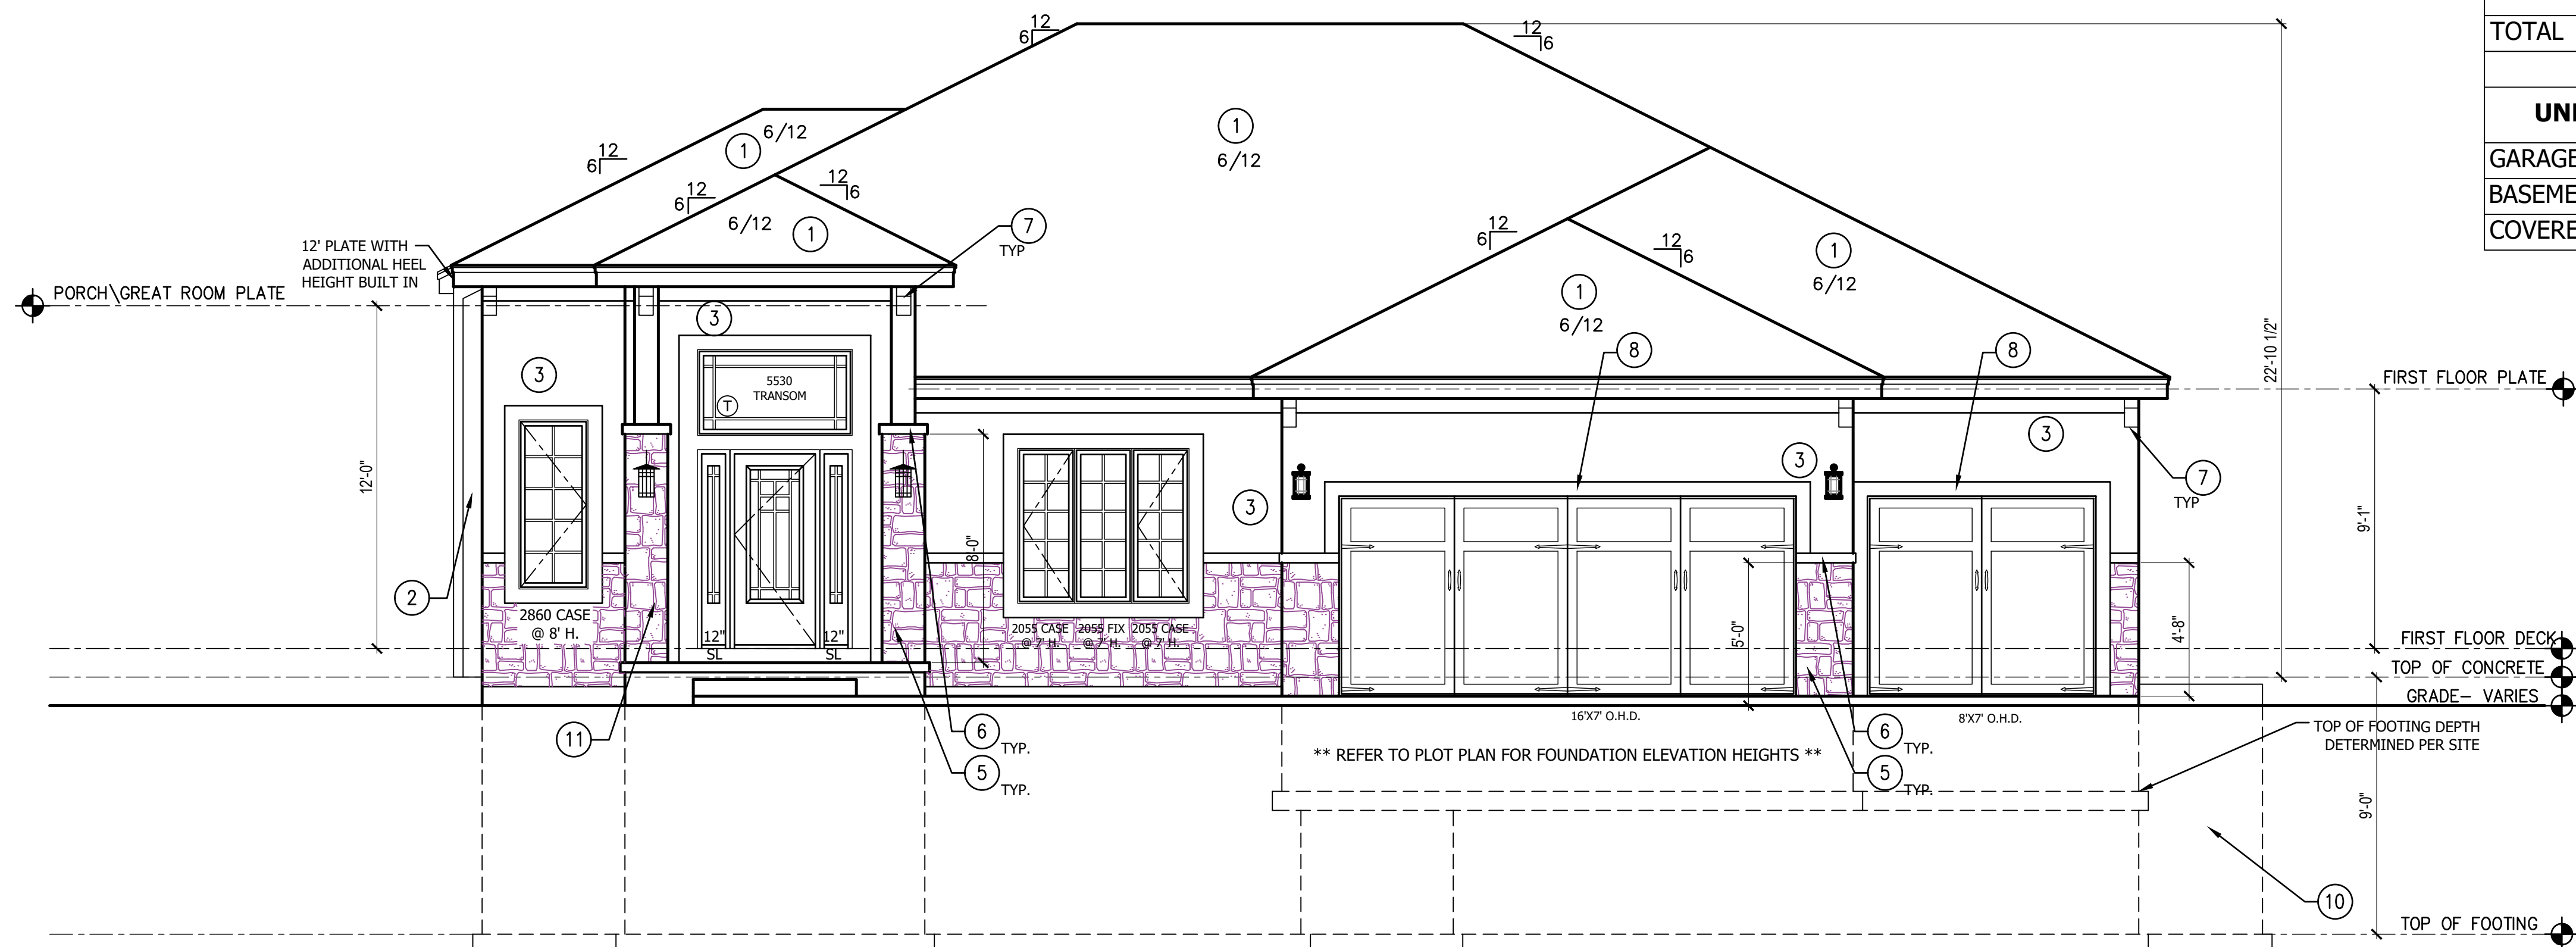 12
6
12
6
TOTAL
6/12
1
1
6/12
12
6
12
6
12
6
6/12
1
7
TYP
12' PLATE WITH
ADDITIONAL HEEL
HEIGHT BUILT IN
PORCH\GREAT ROOM PLATE
12
6
12
6
1
6/12
1
6/12
GARAGE
3
3
5530
TRANSOM
T
8
8
22'-10 1/2"
FIRST FLOOR PLATE
12'-0"
3
3
3
7
TYP
9'-1"
8'-0"
2
2860 CASE
@ 8' H.
12"
SL
12"
SL
2055 CASE
@ 7' H.
2055 FIX
@ 7' H.
2055 CASE
@ 7' H.
5'-0"
4'-8"
FIRST FLOOR DECK
TOP OF CONCRETE
GRADE- VARIES
16'X7' O.H.D.
8'X7' O.H.D.
11
6
TYP.
5
TYP.
** REFER TO PLOT PLAN FOR FOUNDATION ELEVATION HEIGHTS **
6
TYP.
5
TYP.
TOP OF FOOTING DEPTH
DETERMINED PER SITE
9'-0"
10
TOP OF FOOTING